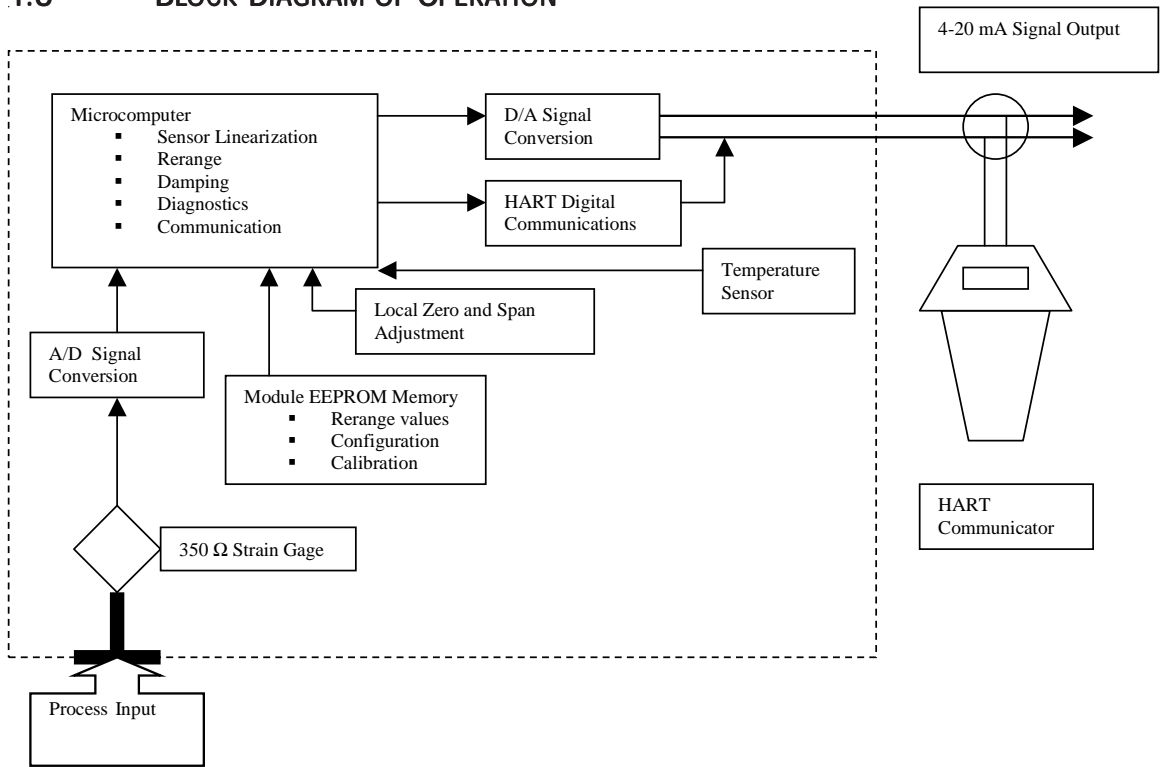 BLOCK DIAGRAM OF OPERATION
4-20 mA Signal Output
Microcomputer
▪ Sensor Linearization
▪ Rerange
▪ Damping
▪ Diagnostics
▪ Communication
D/A Signal
Conversion
HART Digital
Communications
Temperature
Sensor
Local Zero and Span
Adjustment
A/D Signal
Conversion
Module EEPROM Memory
▪ Rerange values
▪ Configuration
▪ Calibration
350 Ω Strain Gage
HART
Communicator
Process Input